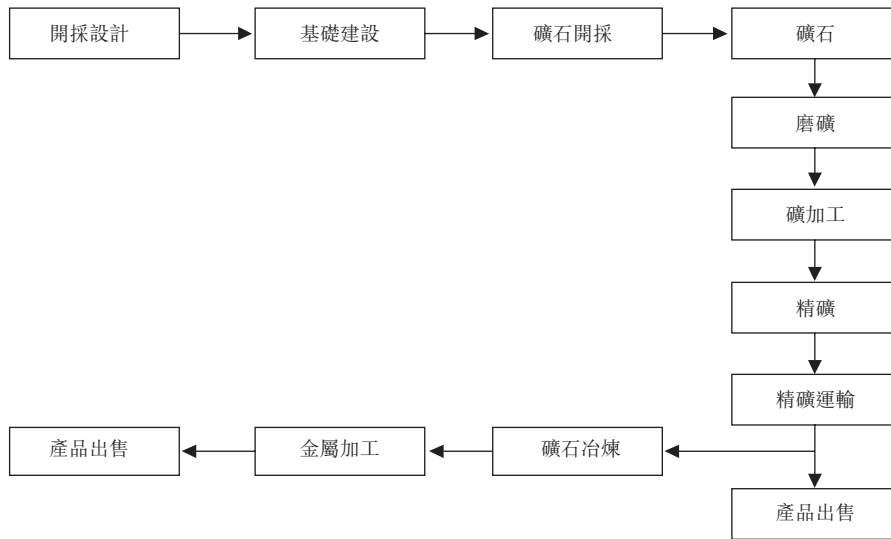 開採設計
基礎建設
礦石開採
礦石
磨礦
礦加工
精礦
精礦運輸
產品出售
金屬加工
礦石冶煉
產品出售